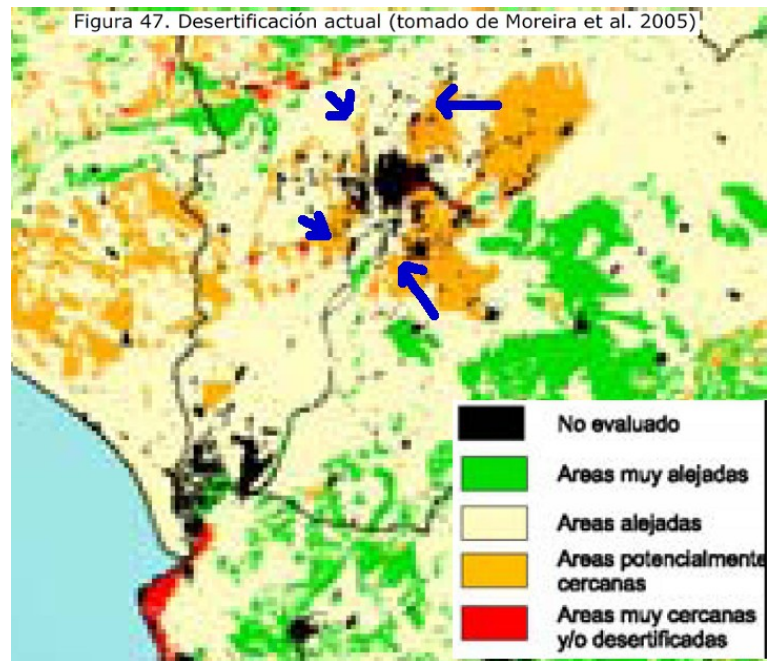 Figura 47. Desertificación actual (tomado de Moreira et al. 2005)
No evaluado
Areas muy alejadas
Areas alejadas
Areas potencialmente
cercanas
Areas muy cercanas
y/o desertificadas